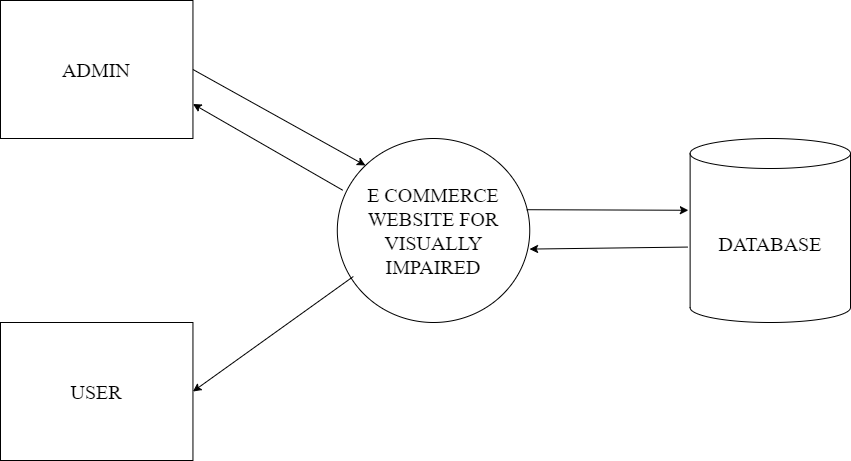 ADMIN
E COMMERCE
WEBSITE FOR
VISUALLY
IMPAIRED
DATABASE
USER